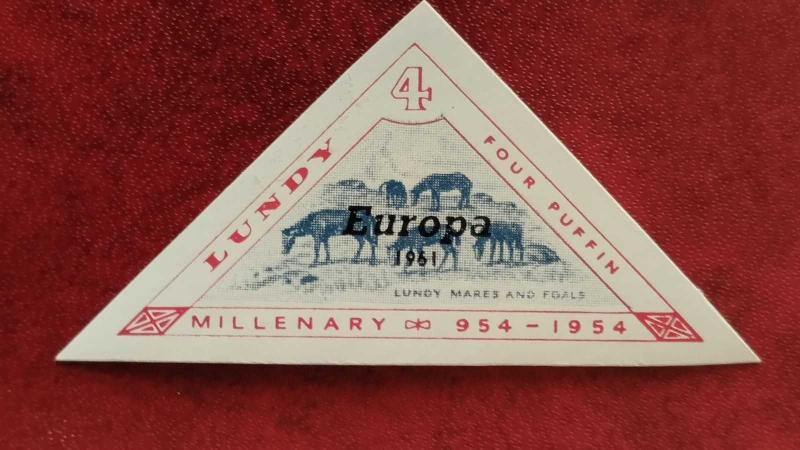 4
LUNDY
FOUR PUFFIN
Europa
1961
LUNDY MARES AND FOALS
MILLENARY 954-1954